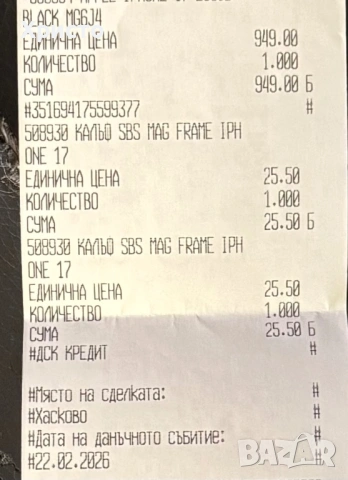 BLACK MG6J4
ЕДИНИЧНА ЦЕНА 949.00
КОЛИЧЕСТВО 1.000
СУМА 949.00 Б
#351694175599377 #
508930 КАЛЪФ SBS MAG FRAME IPH
ONE 17
ЕДИНИЧНА ЦЕНА 25.50
КОЛИЧЕСТВО 1.000
СУМА 25.50 Б
508930 КАЛЪФ SBS MAG FRAME IPH
ONE 17
ЕДИНИЧНА ЦЕНА 25.50
КОЛИЧЕСТВО 1.000
СУМА 25.50 Б
#ДСК КРЕДИТ #
#Място на сделката: #
#Хасково #
#Дата на данъчното събитие: #
#22.02.2026 #
BAZAR